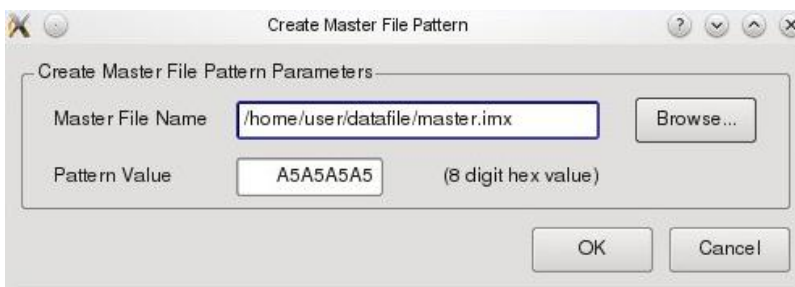 Create Master File Pattern
Create Master File Pattern Parameters
Master File Name /home/user/datafile/master.imx Browse...
Pattern Value A5A5A5A5 (8 digit hex value)
OK Cancel